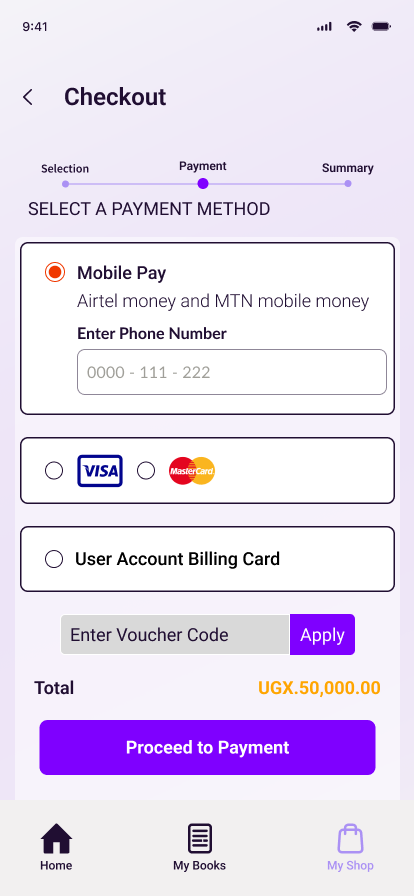 9:41
Checkout
Selection
Payment
Summary
SELECT A PAYMENT METHOD
Mobile Pay
Airtel money and MTN mobile money
Enter Phone Number
0000 - 111 - 222
VISA
MasterCard
User Account Billing Card
Enter Voucher Code
Apply
Total
UGX.50,000.00
Proceed to Payment
Home
My Books
My Shop